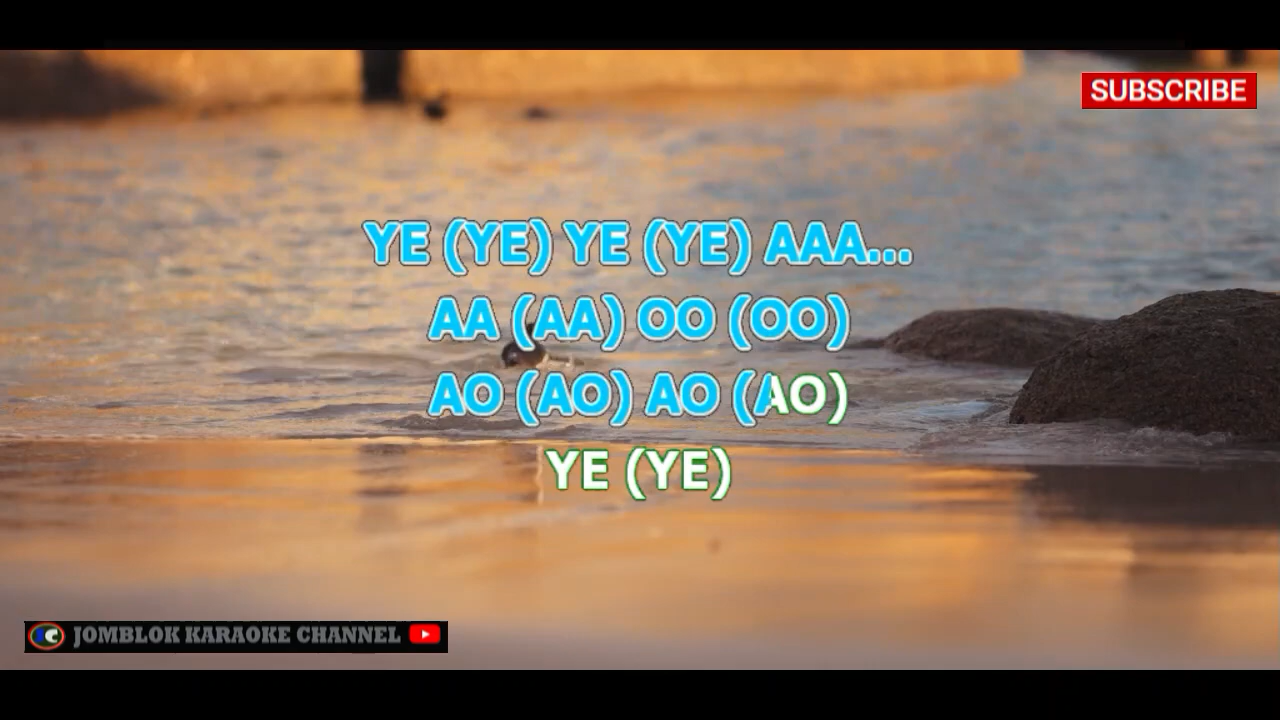 SUBSCRIBE
YE (YE) YE (YE) AAA...
AA (AA) OO (OO)
AO (AO) AO (AO)
YE (YE)
JOMBLOK KARAOKE CHANNEL